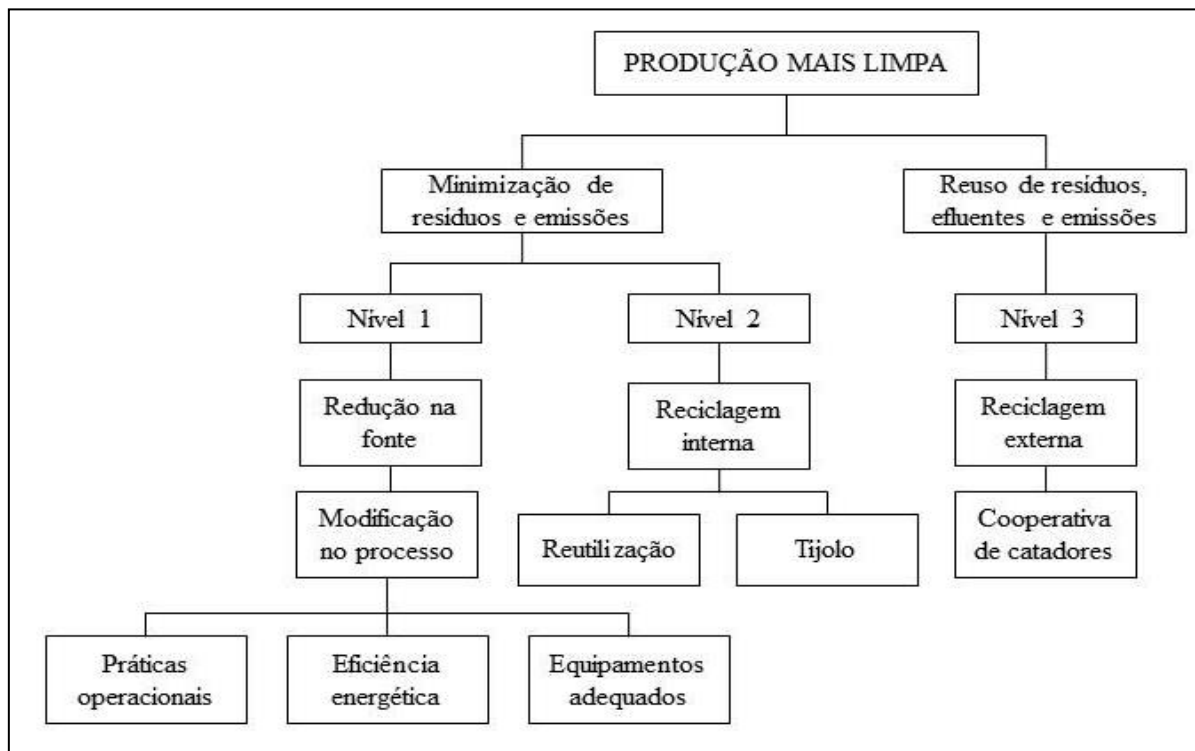 PRODUÇÃO MAIS LIMPA
Minimização de
resíduos e emissões
Reuso de resíduos,
efluentes e emissões
Nível 1
Nível 2
Nível 3
Redução na
fonte
Reciclagem
interna
Reciclagem
externa
Modificação
no processo
Reutilização
Tijolo
Cooperativa
de catadores
Práticas
operacionais
Eficiência
energética
Equipamentos
adequados